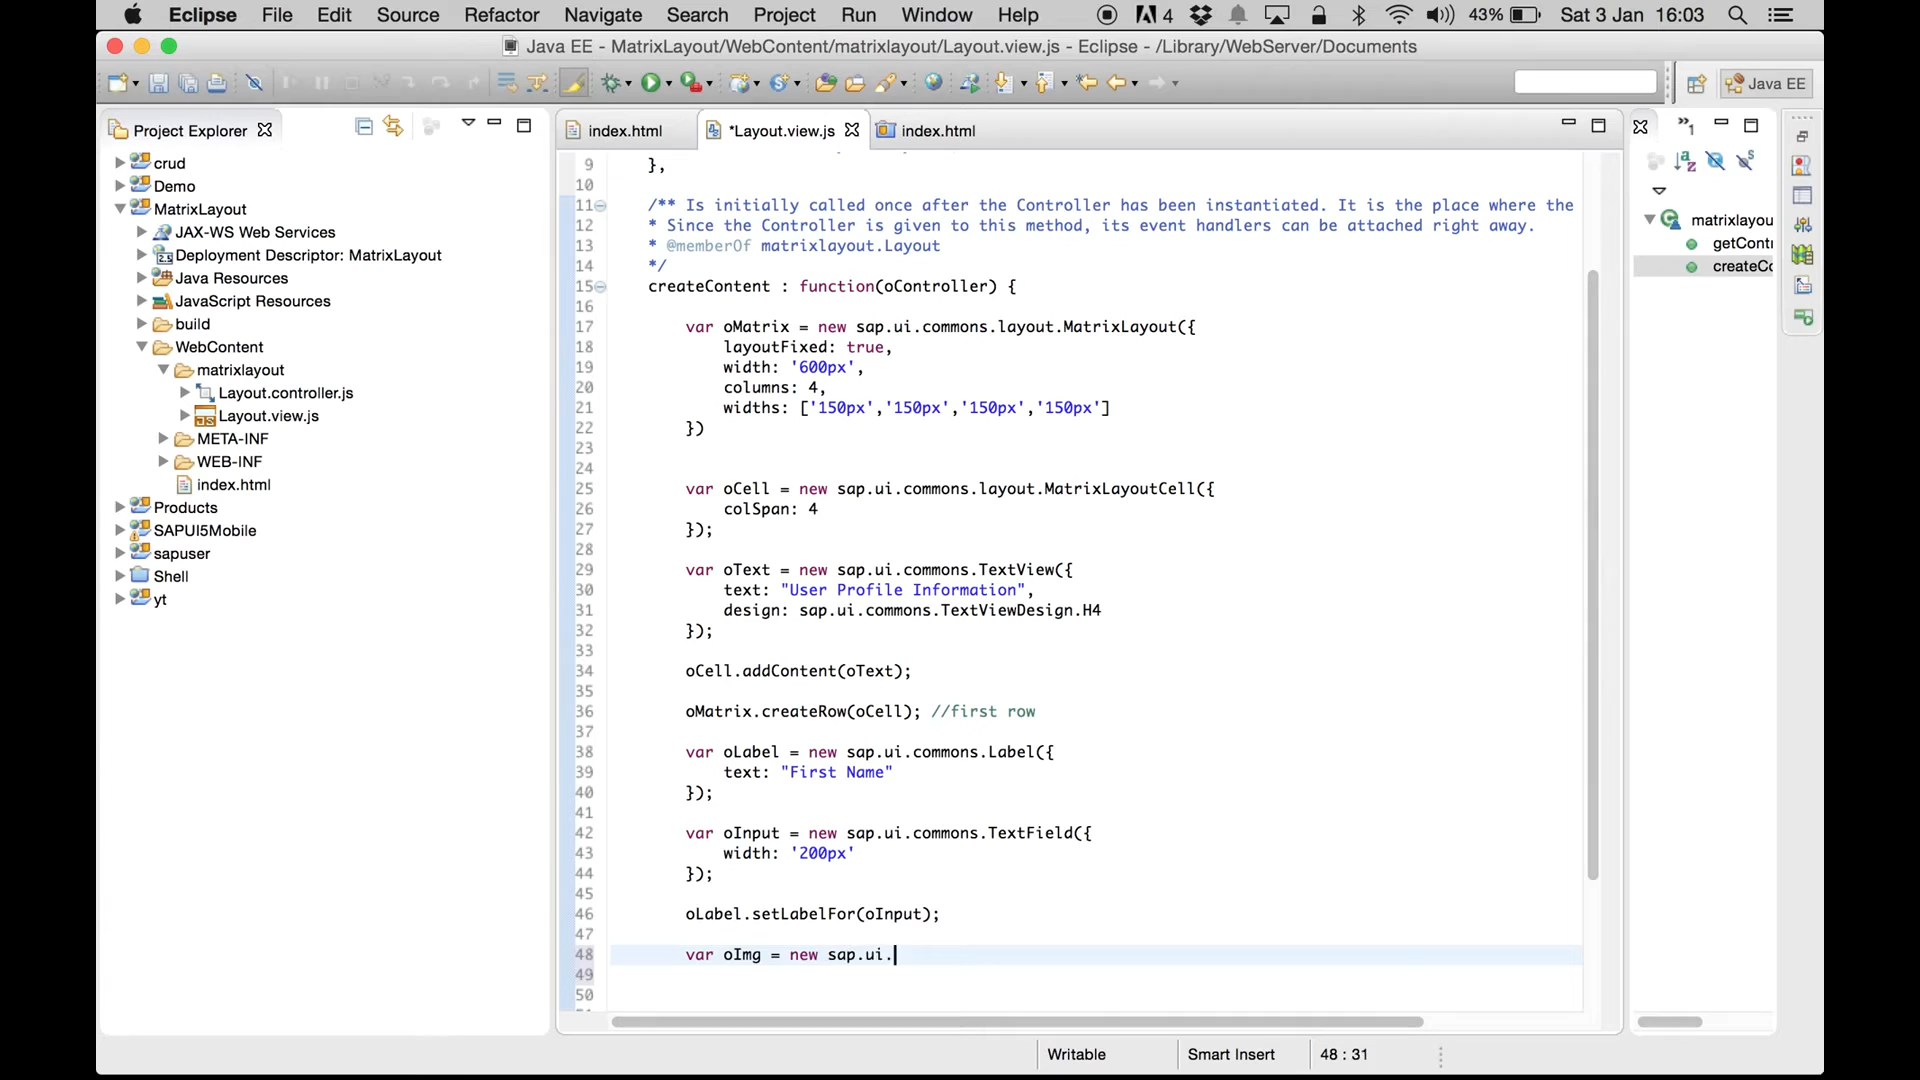 Eclipse File Edit Source Refactor Navigate Search Project Run Window Help 4 43% Sat 3 Jan 16:03
Java EE - MatrixLayout/WebContent/matrixlayout/Layout.view.js - Eclipse - /Library/WebServer/Documents
Java EE
Project Explorer
crud
Demo
MatrixLayout
JAX-WS Web Services
Deployment Descriptor: MatrixLayout
Java Resources
JavaScript Resources
build
WebContent
matrixlayout
Layout.controller.js
Layout.view.js
META-INF
WEB-INF
index.html
Products
SAPUI5Mobile
sapuser
Shell
yt
index.html *Layout.view.js index.html
9 },
10
11 /** Is initially called once after the Controller has been instantiated. It is the place where the
12 * Since the Controller is given to this method, its event handlers can be attached right away.
13 * @memberOf matrixlayout.Layout
14 */
15 createContent : function(oController) {
16
17 var oMatrix = new sap.ui.commons.layout.MatrixLayout({
18 layoutFixed: true,
19 width: '600px',
20 columns: 4,
21 widths: ['150px','150px','150px','150px']
22 })
23
24
25 var oCell = new sap.ui.commons.layout.MatrixLayoutCell({
26 colSpan: 4
27 });
28
29 var oText = new sap.ui.commons.TextView({
30 text: "User Profile Information",
31 design: sap.ui.commons.TextViewDesign.H4
32 });
33
34 oCell.addContent(oText);
35
36 oMatrix.createRow(oCell); //first row
37
38 var oLabel = new sap.ui.commons.Label({
39 text: "First Name"
40 });
41
42 var oInput = new sap.ui.commons.TextField({
43 width: '200px'
44 });
45
46 oLabel.setLabelFor(oInput);
47
48 var oImg = new sap.ui.
49
50
matrixlayou
getContr
createCo
Writable Smart Insert 48 : 31